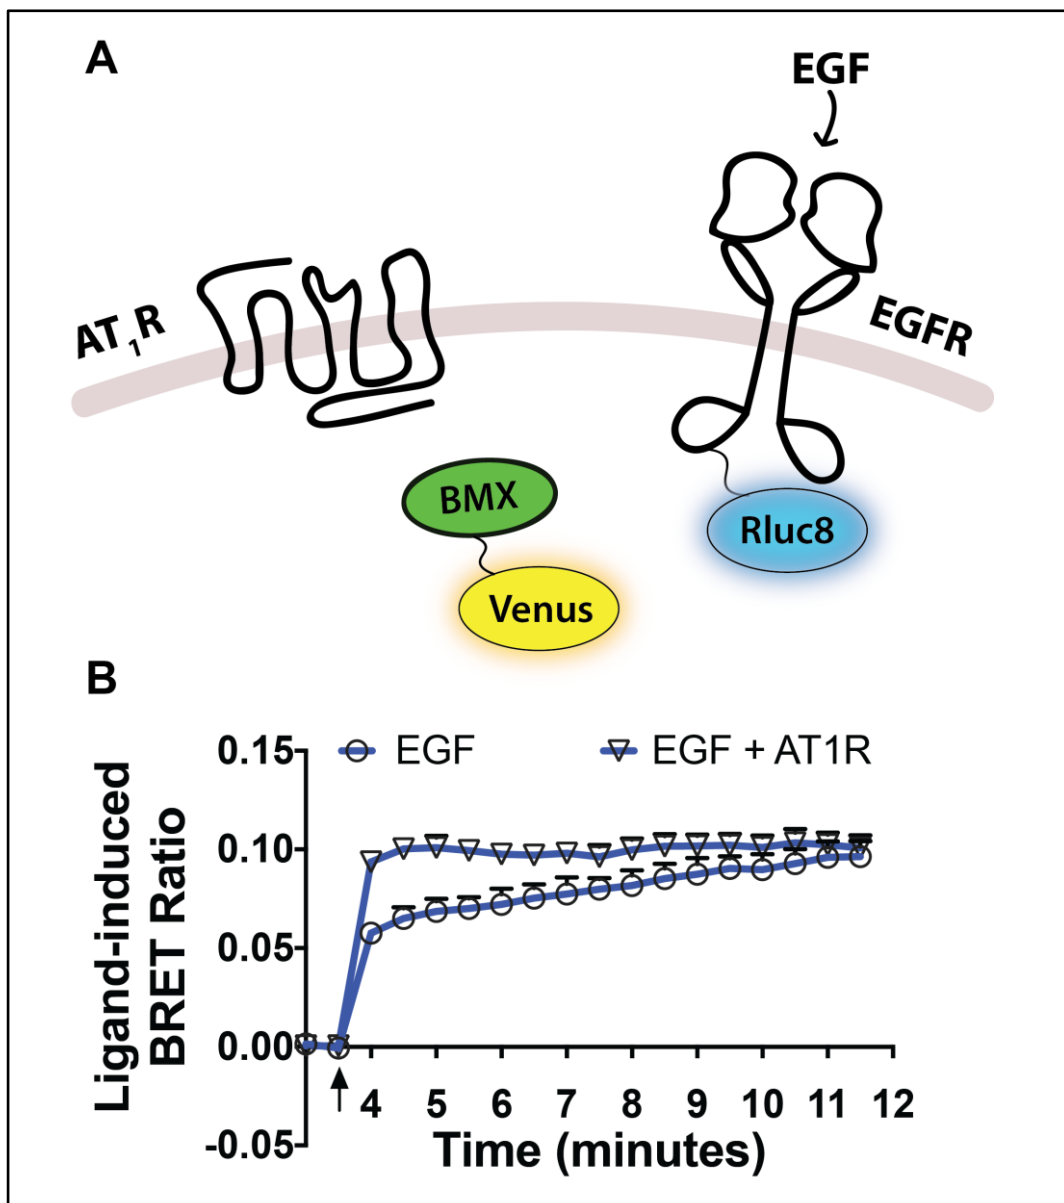 A
EGF
AT1R
EGFR
BMX
Rluc8
Venus
B
EGF
EGF + AT1R
Ligand-induced
BRET Ratio
0.15
0.10
0.05
0.00
-0.05
4 5 6 7 8 9 10 11 12
Time (minutes)